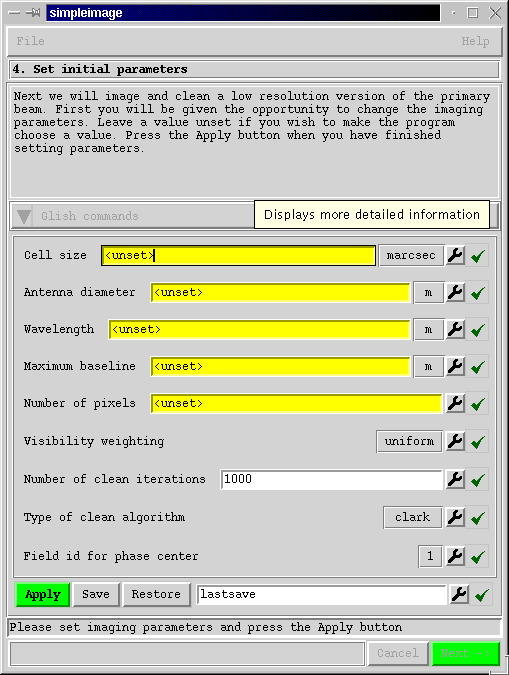 simpleimage
File Help
4. Set initial parameters
Next we will image and clean a low resolution version of the primary
beam. First you will be given the opportunity to change the imaging
parameters. Leave a value unset if you wish to make the program
choose a value. Press the Apply button when you have finished
setting parameters.
Glish commands
Displays more detailed information
Cell size <unset> marcsec
Antenna diameter <unset> m
Wavelength <unset> m
Maximum baseline <unset> m
Number of pixels <unset>
Visibility weighting uniform
Number of clean iterations 1000
Type of clean algorithm clark
Field id for phase center 1
Apply Save Restore lastsave
Please set imaging parameters and press the Apply button
Cancel